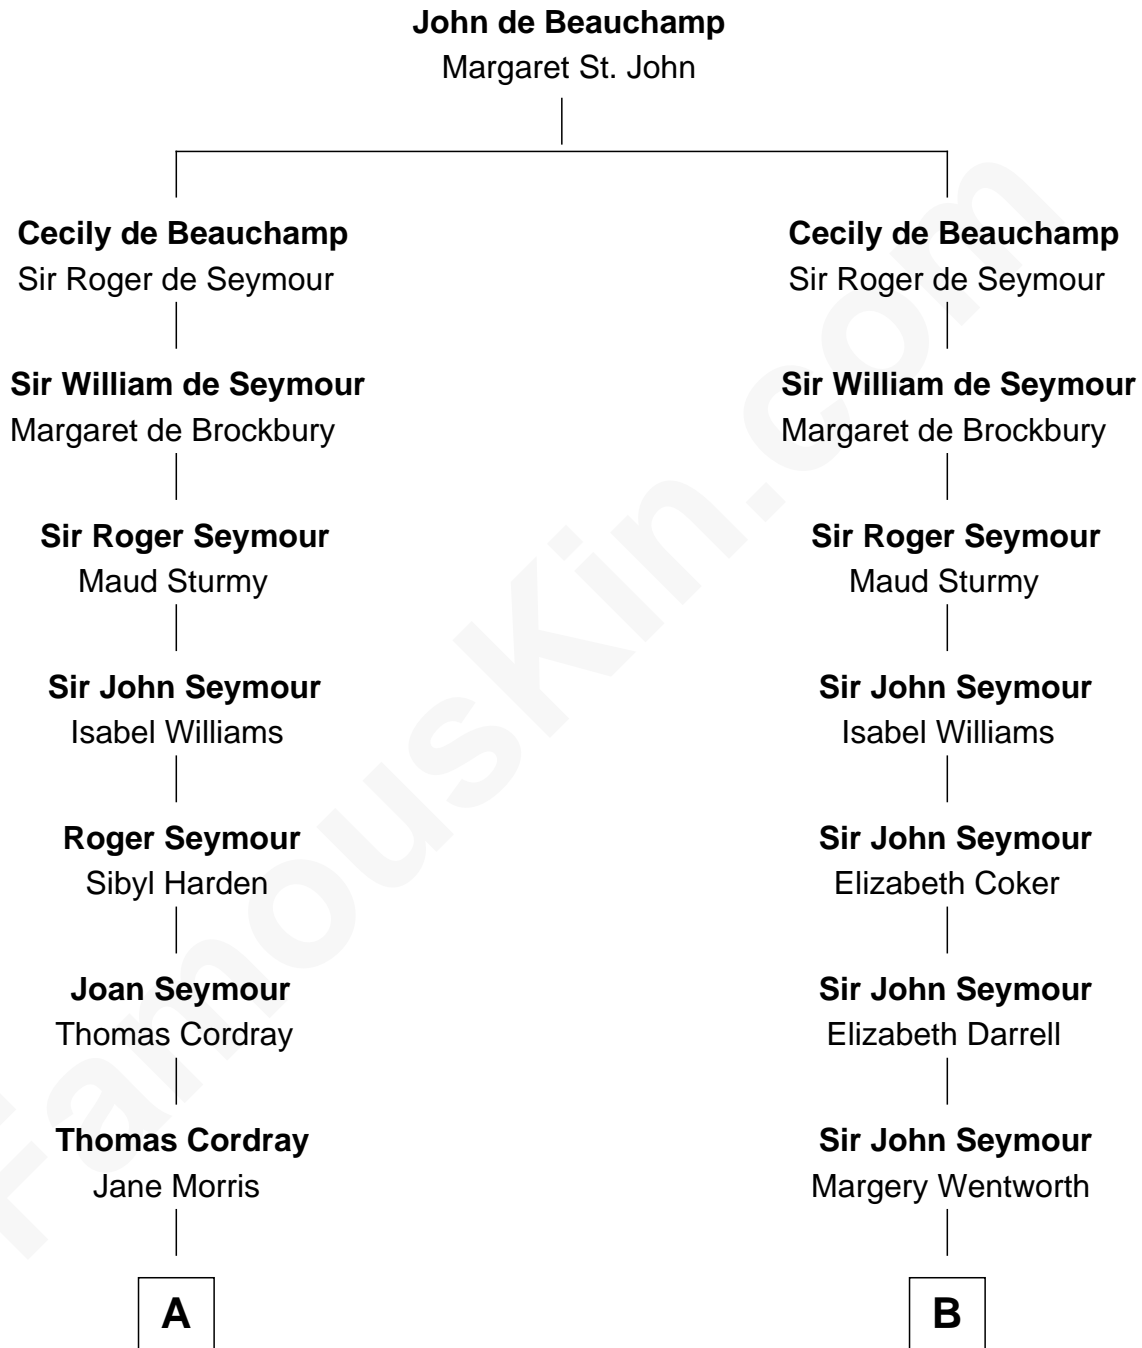 John de Beauchamp
Margaret St. John
Cecily de Beauchamp
Sir Roger de Seymour
Sir William de Seymour
Margaret de Brockbury
Sir Roger Seymour
Maud Sturmy
Sir John Seymour
Isabel Williams
Roger Seymour
Sibyl Harden
Joan Seymour
Thomas Cordray
Thomas Cordray
Jane Morris
A
Cecily de Beauchamp
Sir Roger de Seymour
Sir William de Seymour
Margaret de Brockbury
Sir Roger Seymour
Maud Sturmy
Sir John Seymour
Isabel Williams
Sir John Seymour
Elizabeth Coker
Sir John Seymour
Elizabeth Darrell
Sir John Seymour
Margery Wentworth
B
FamousKin.com